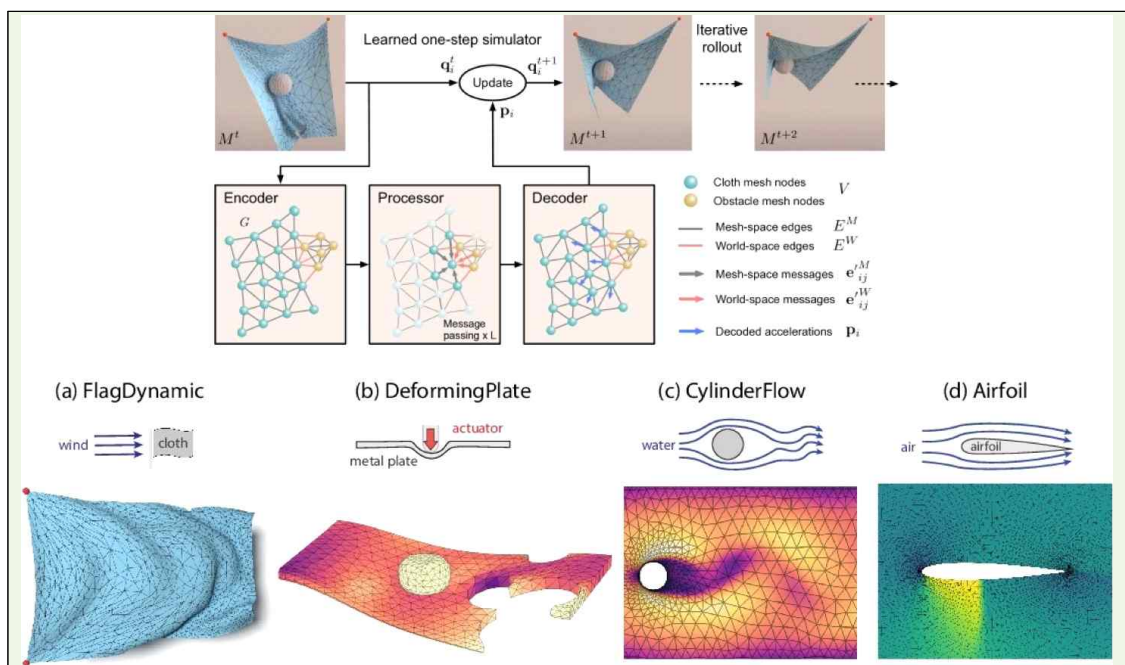 Learned one-step simulator
Iterative
rollout
q_i^t
Update
q_i^{t+1}
p_i
M^t
M^{t+1}
M^{t+2}
Encoder
G
Processor
Message
passing x L
Decoder
Cloth mesh nodes V
Obstacle mesh nodes
Mesh-space edges E^M
World-space edges E^W
Mesh-space messages e'^M_ij
World-space messages e'^W_ij
Decoded accelerations p_i
(a) FlagDynamic
wind
cloth
(b) DeformingPlate
actuator
metal plate
(c) CylinderFlow
water
(d) Airfoil
air
airfoil